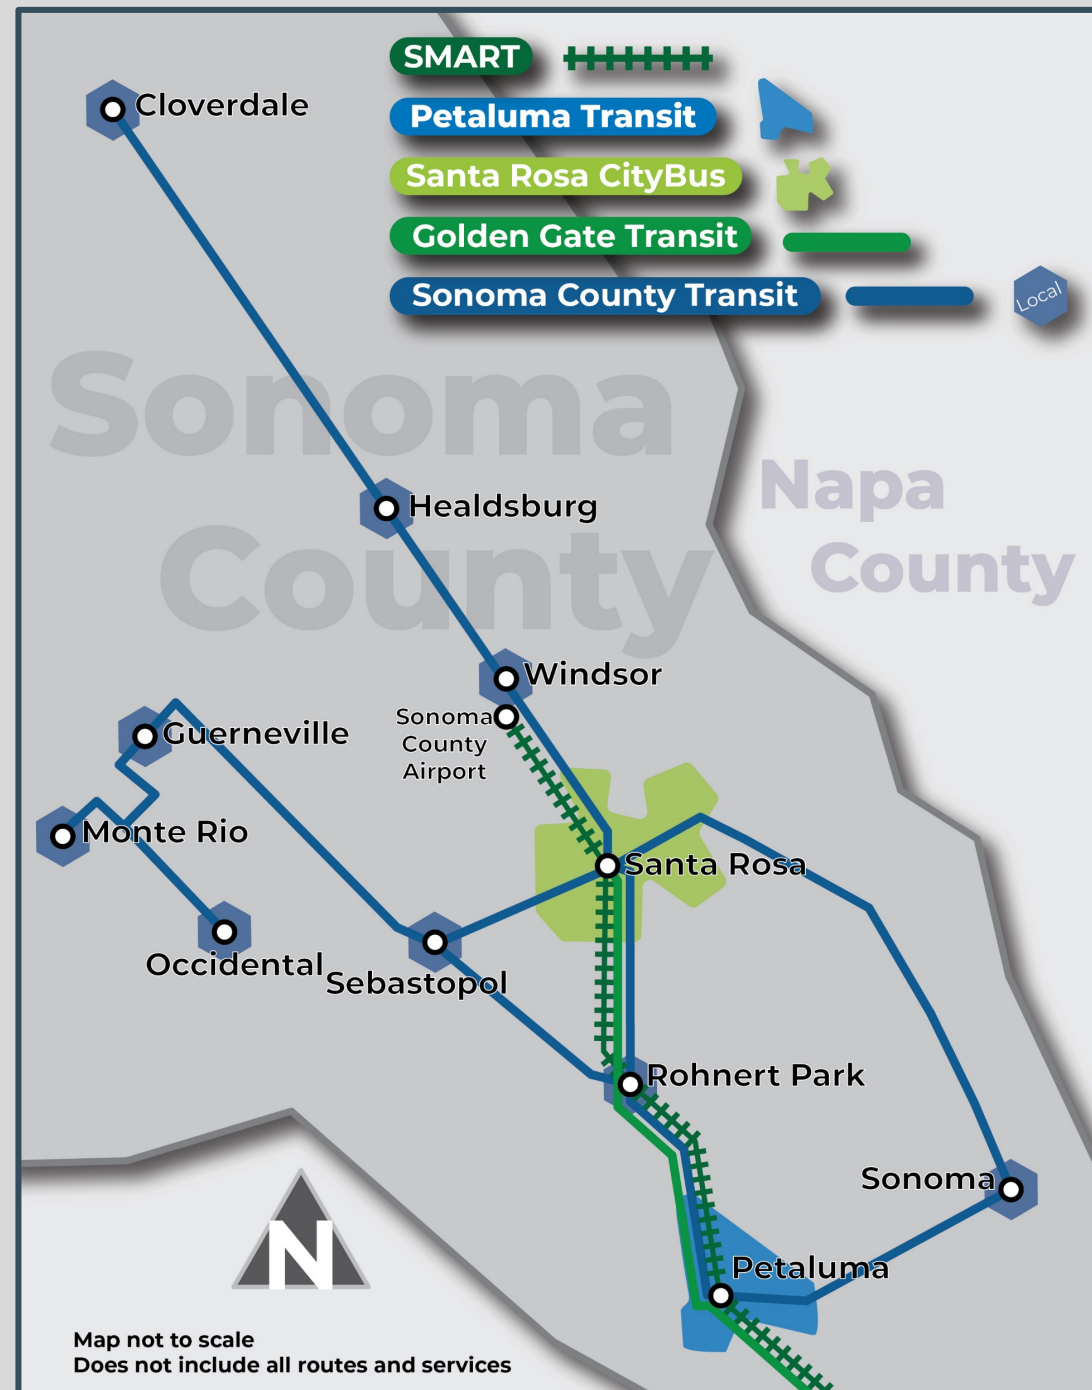 SMART
Petaluma Transit
Santa Rosa CityBus
Golden Gate Transit
Sonoma County Transit
Local
Cloverdale
Sonoma
County
Napa
County
Healdsburg
Windsor
Sonoma
County
Airport
Guerneville
Monte Rio
Santa Rosa
Occidental
Sebastopol
Rohnert Park
Sonoma
Petaluma
N
Map not to scale
Does not include all routes and services